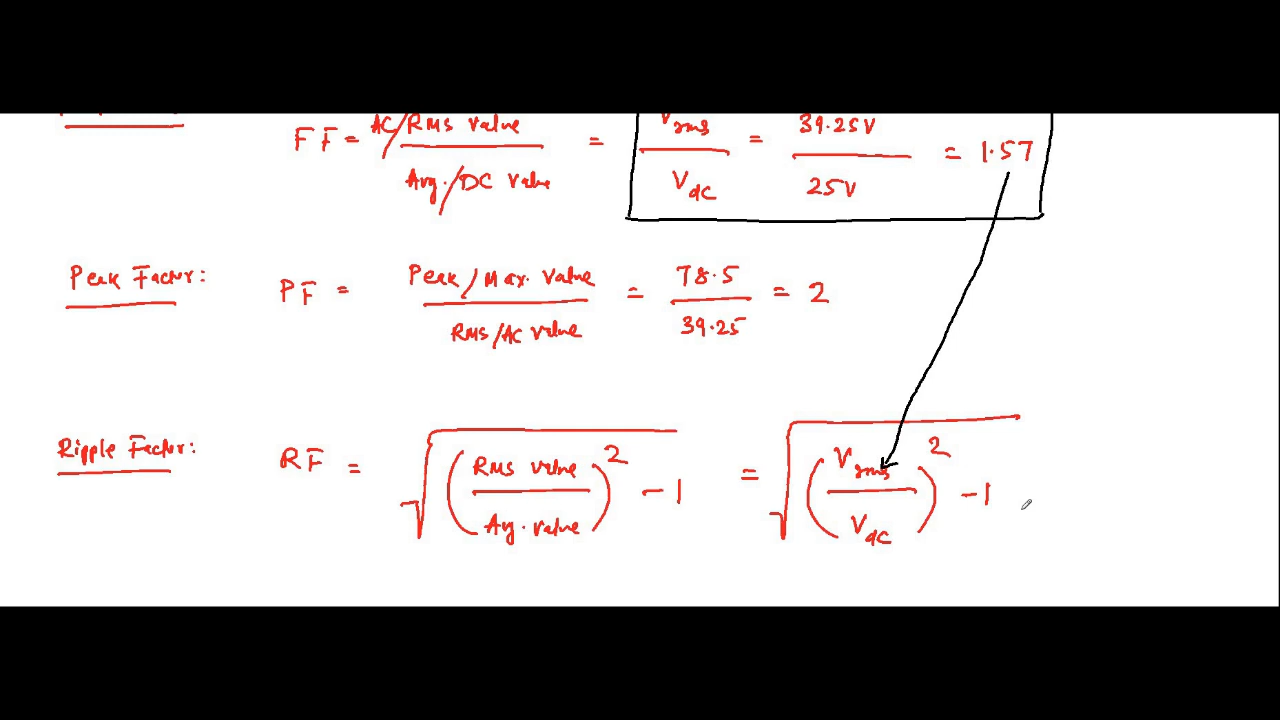 FF = AC/RMS value / Avg./DC value = Vrms / Vdc = 39.25V / 25V = 1.57
Peak Factor: PF = Peak/Max. Value / RMS/AC value = 78.5 / 39.25 = 2
Ripple Factor: RF = √((RMS value / Avg. value)² - 1) = √((Vrms / Vdc)² - 1)